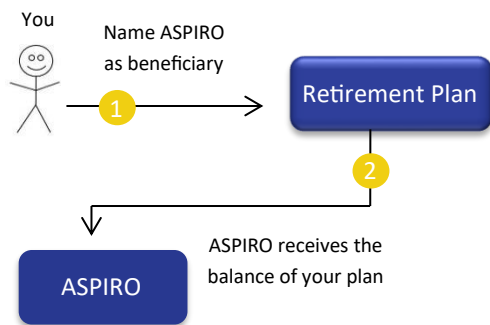 You
Name ASPIRO
as beneficiary
1
Retirement Plan
2
ASPIRO receives the
balance of your plan
ASPIRO